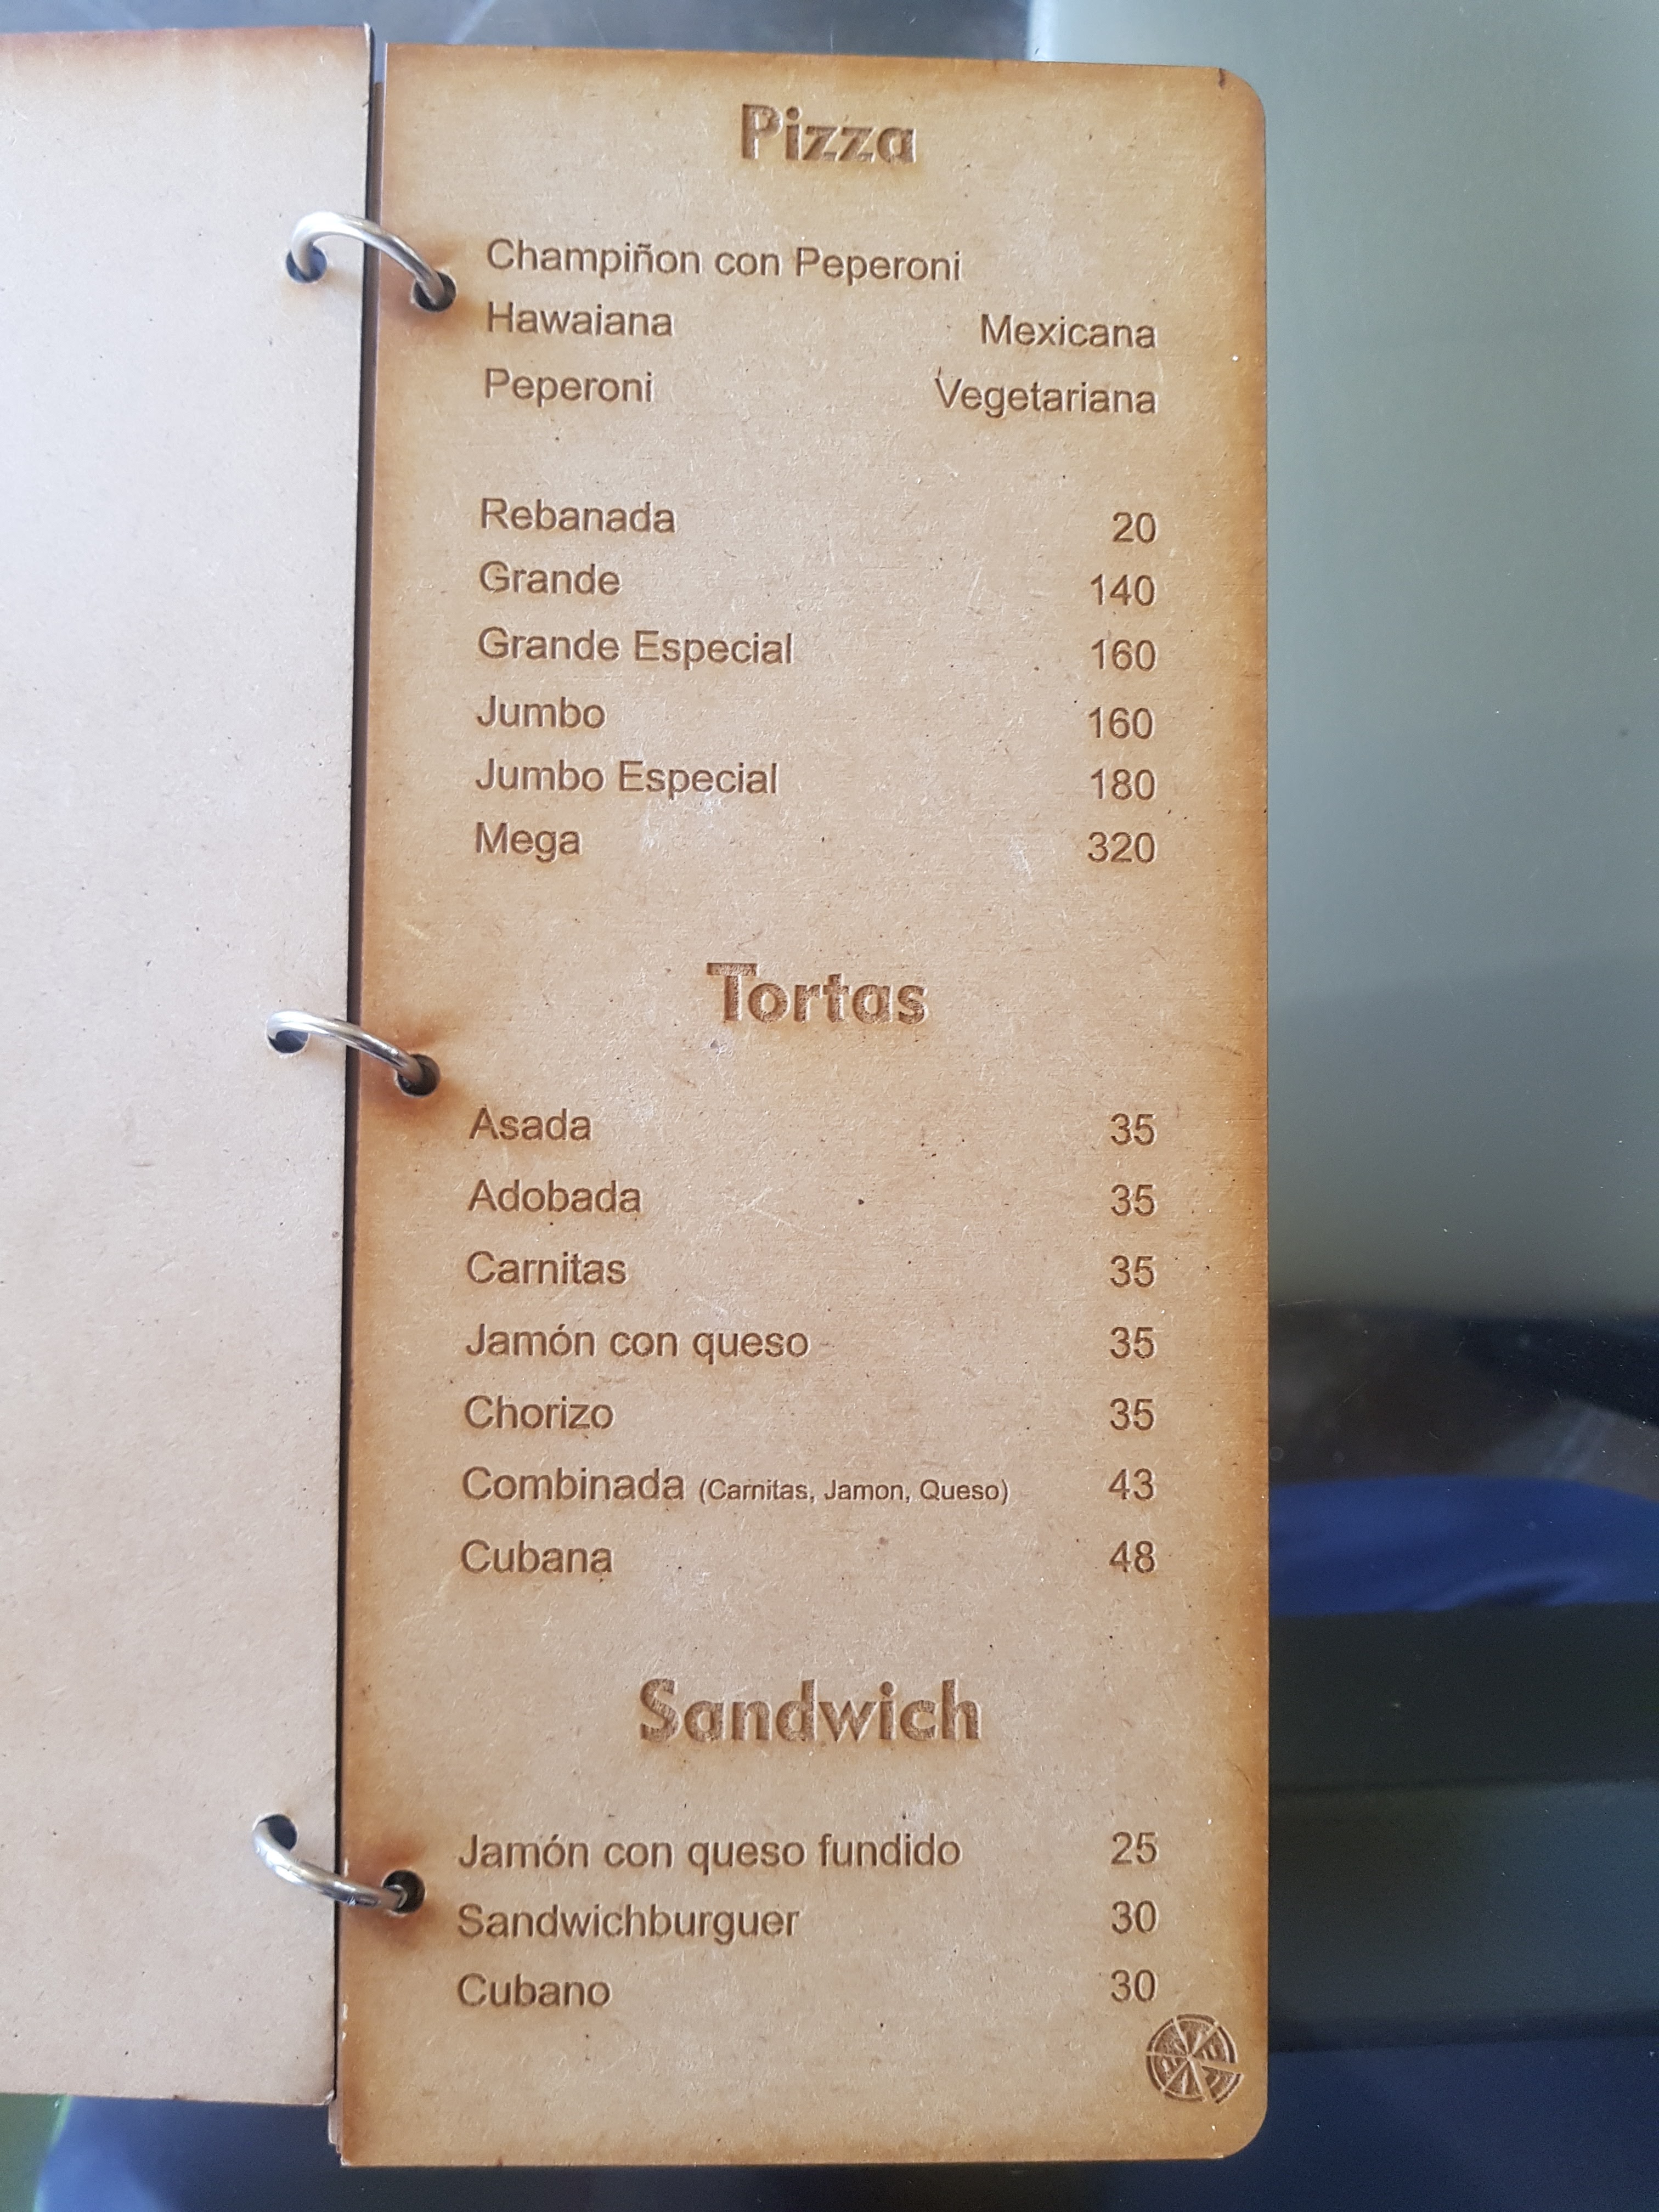 Pizza
Champiñon con Peperoni
Hawaiana Mexicana
Peperoni Vegetariana
Rebanada 20
Grande 140
Grande Especial 160
Jumbo 160
Jumbo Especial 180
Mega 320
Tortas
Asada 35
Adobada 35
Carnitas 35
Jamón con queso 35
Chorizo 35
Combinada (Carnitas, Jamon, Queso) 43
Cubana 48
Sandwich
Jamón con queso fundido 25
Sandwichburguer 30
Cubano 30